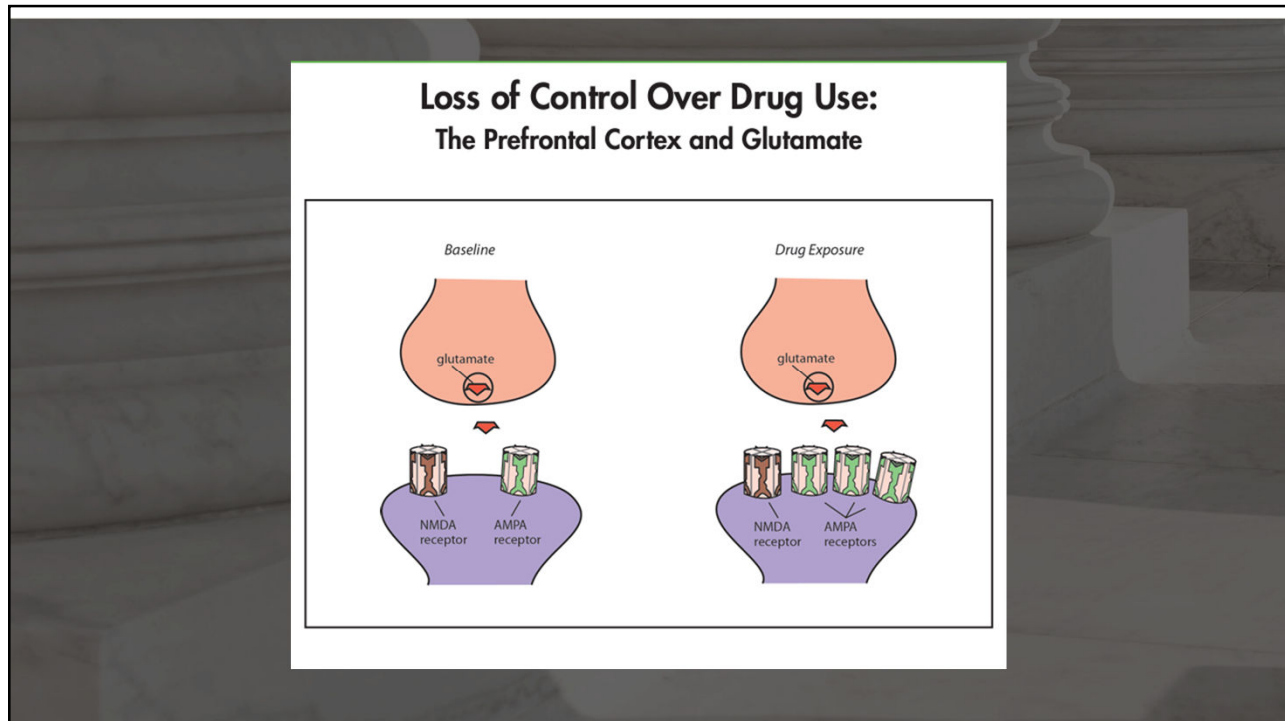 Loss of Control Over Drug Use:
The Prefrontal Cortex and Glutamate
Baseline
glutamate
NMDA
receptor
AMPA
receptor
Drug Exposure
glutamate
NMDA
receptor
AMPA
receptors